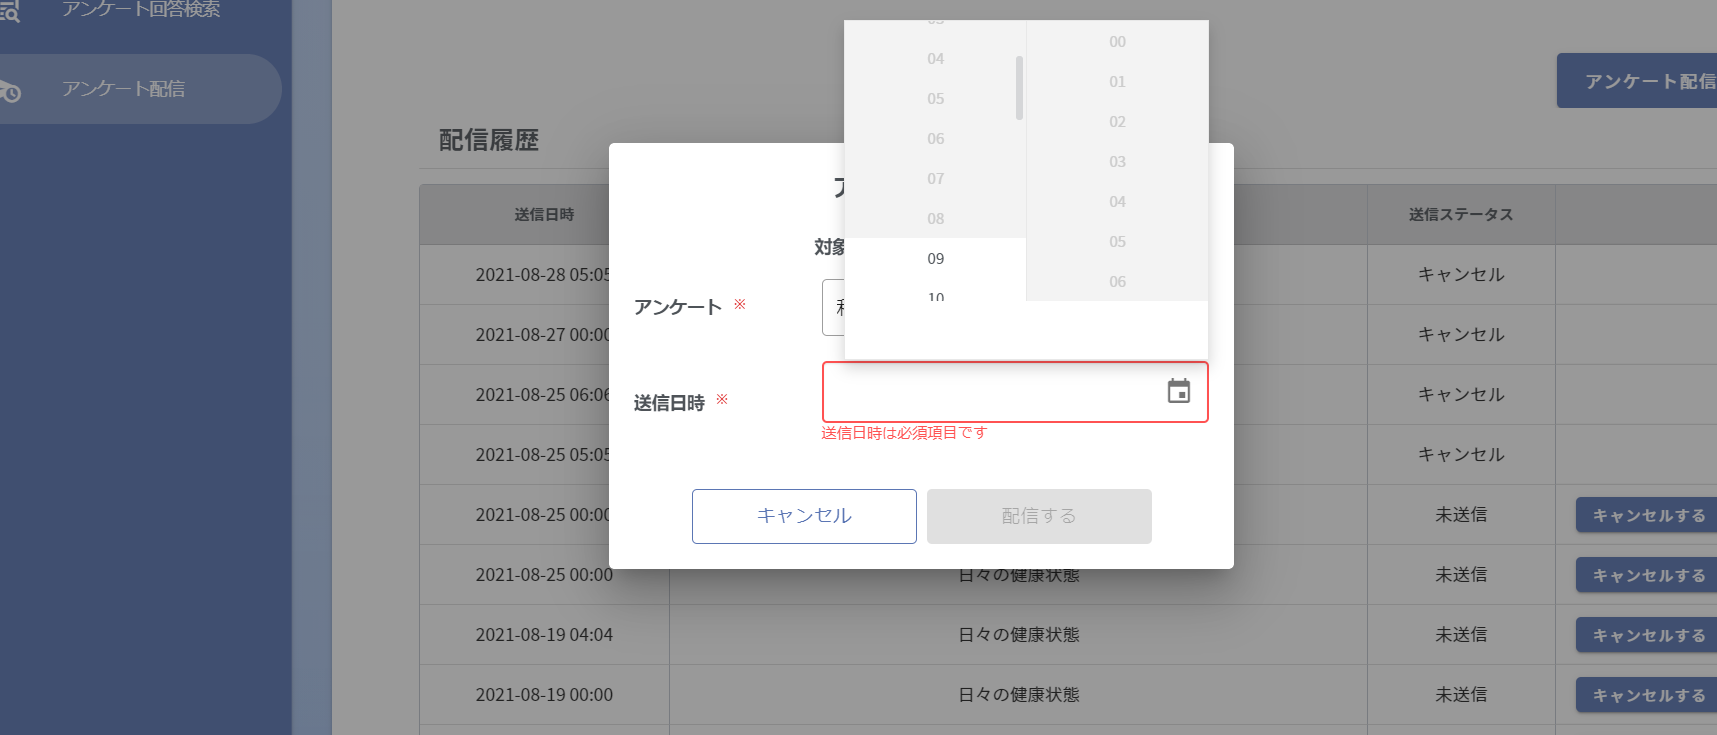 アンケート回答検索
アンケート配信
アンケート配信
配信履歴
送信日時
送信ステータス
2021-08-28 05:05
キャンセル
2021-08-27 00:00
キャンセル
2021-08-25 06:06
キャンセル
2021-08-25 05:05
キャンセル
2021-08-25 00:00
未送信
キャンセルする
2021-08-25 00:00
日々の健康状態
未送信
キャンセルする
2021-08-19 04:04
日々の健康状態
未送信
キャンセルする
2021-08-19 00:00
日々の健康状態
未送信
キャンセルする
対象
アンケート ※
送信日時 ※
送信日時は必須項目です
キャンセル
配信する
03
04
05
06
07
08
09
10
00
01
02
03
04
05
06